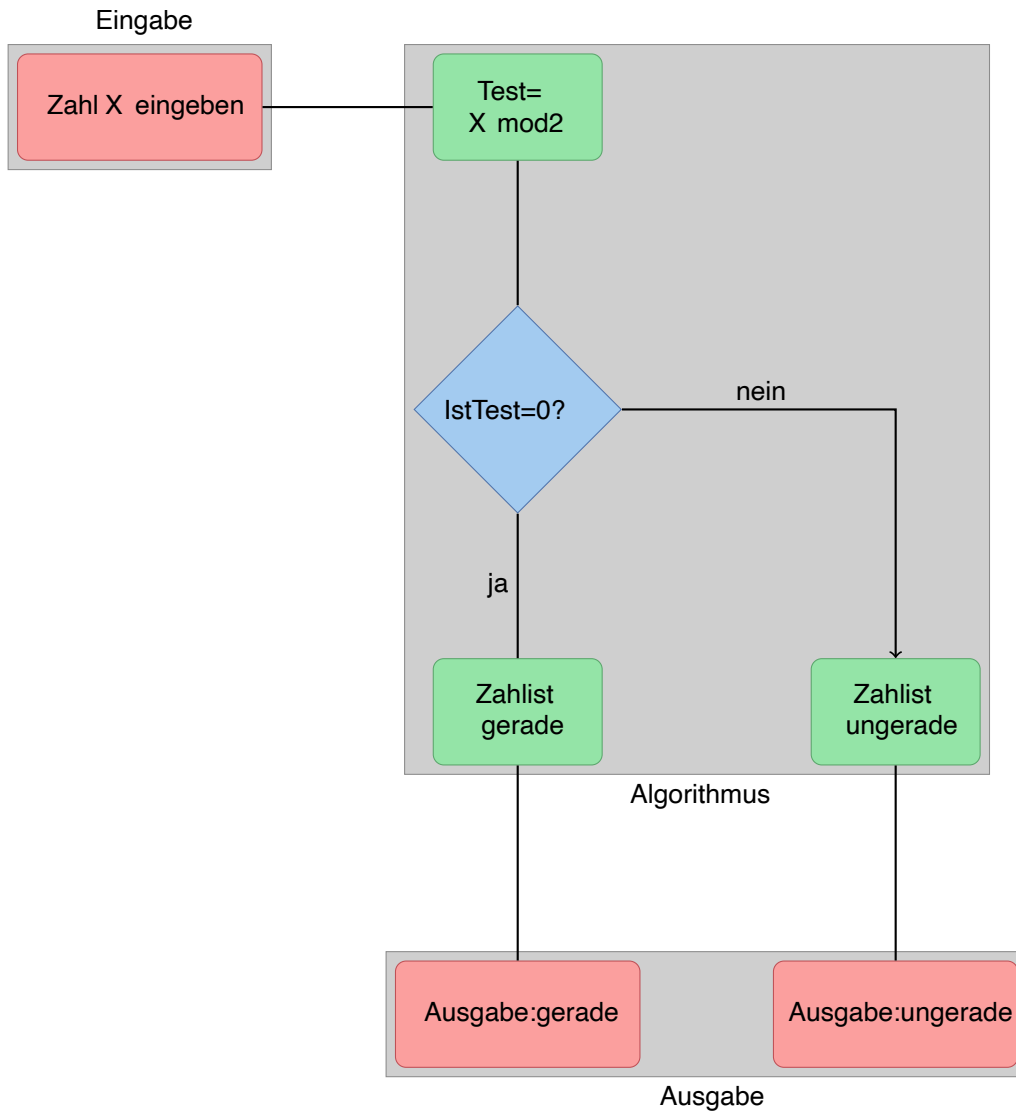 Eingabe
Zahl X eingeben
Test=
X mod2
IstTest=0?
nein
ja
Zahlist
gerade
Zahlist
ungerade
Algorithmus
Ausgabe:gerade
Ausgabe:ungerade
Ausgabe